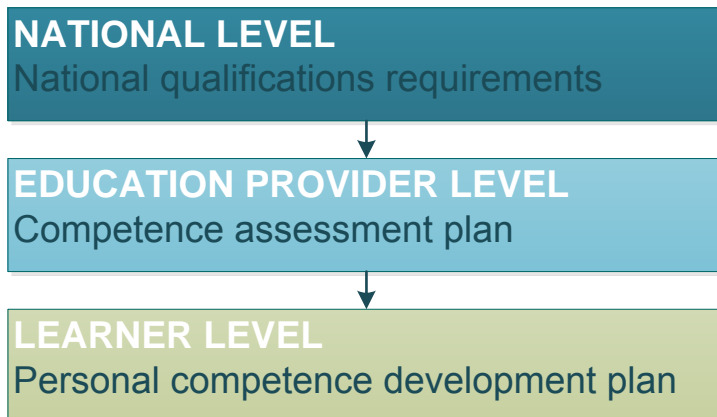 NATIONAL LEVEL
National qualifications requirements
EDUCATION PROVIDER LEVEL
Competence assessment plan
LEARNER LEVEL
Personal competence development plan